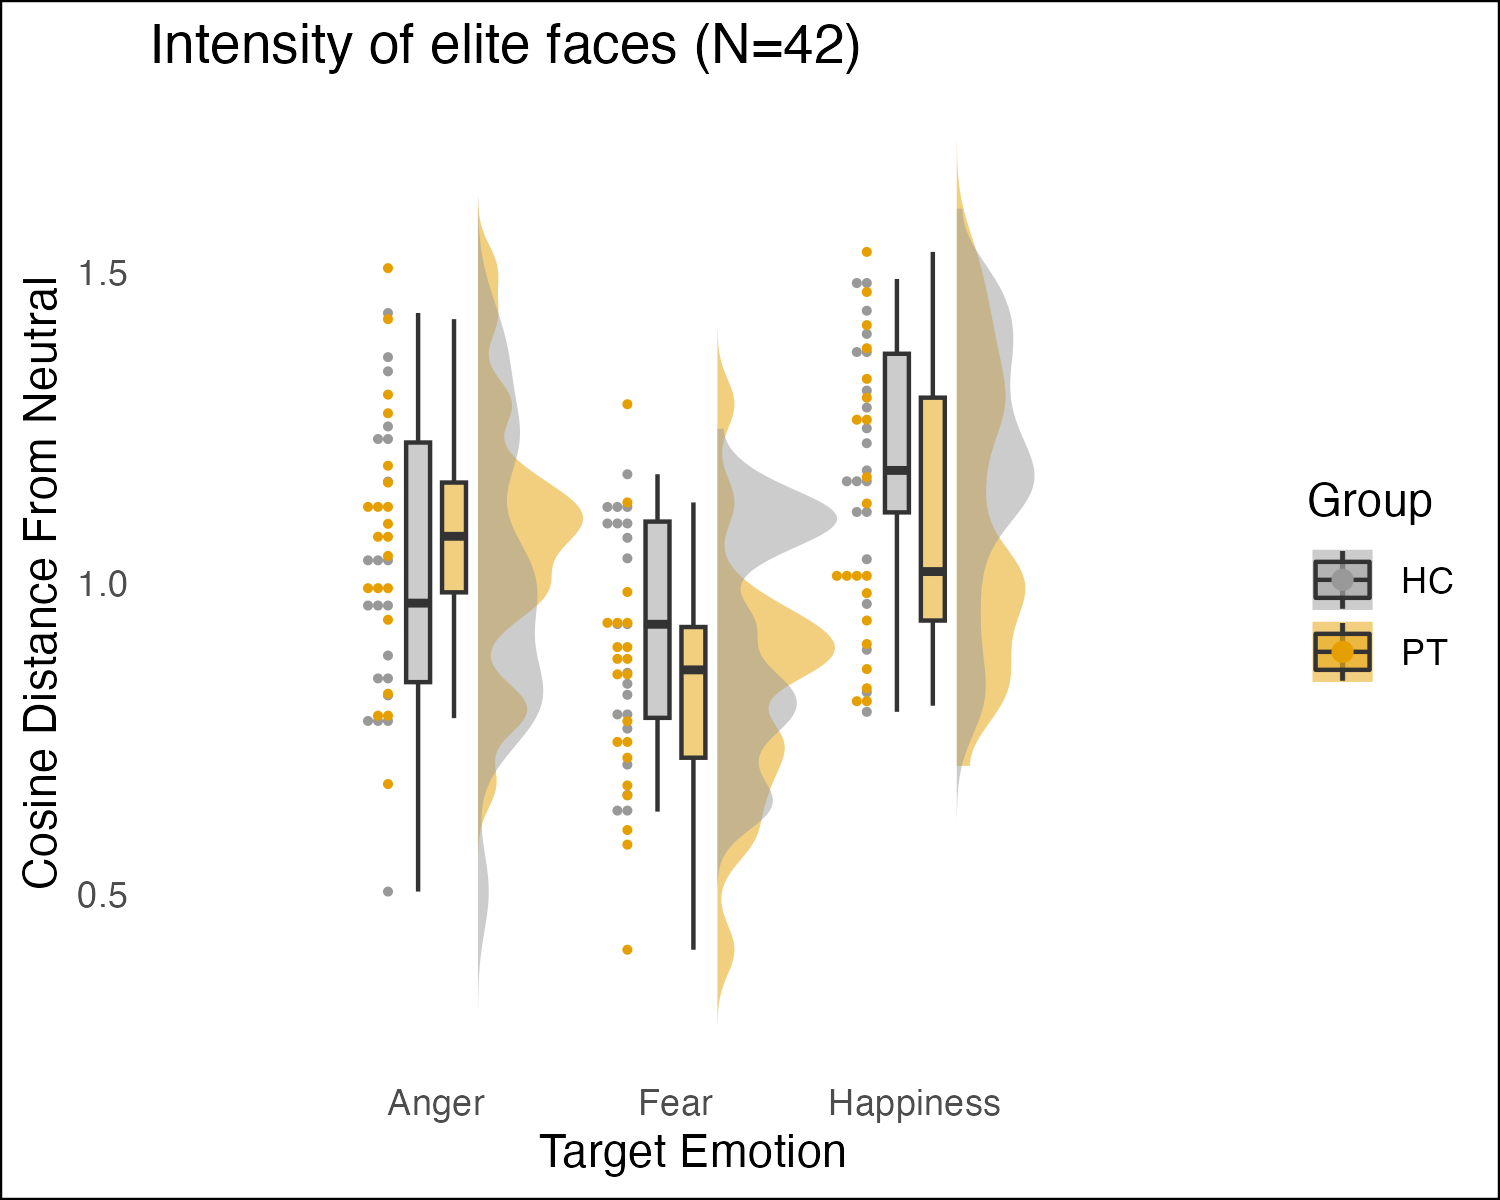 Intensity of elite faces (N=42)
Cosine Distance From Neutral
1.5
1.0
0.5
Anger
Fear
Happiness
Target Emotion
Group
HC
PT